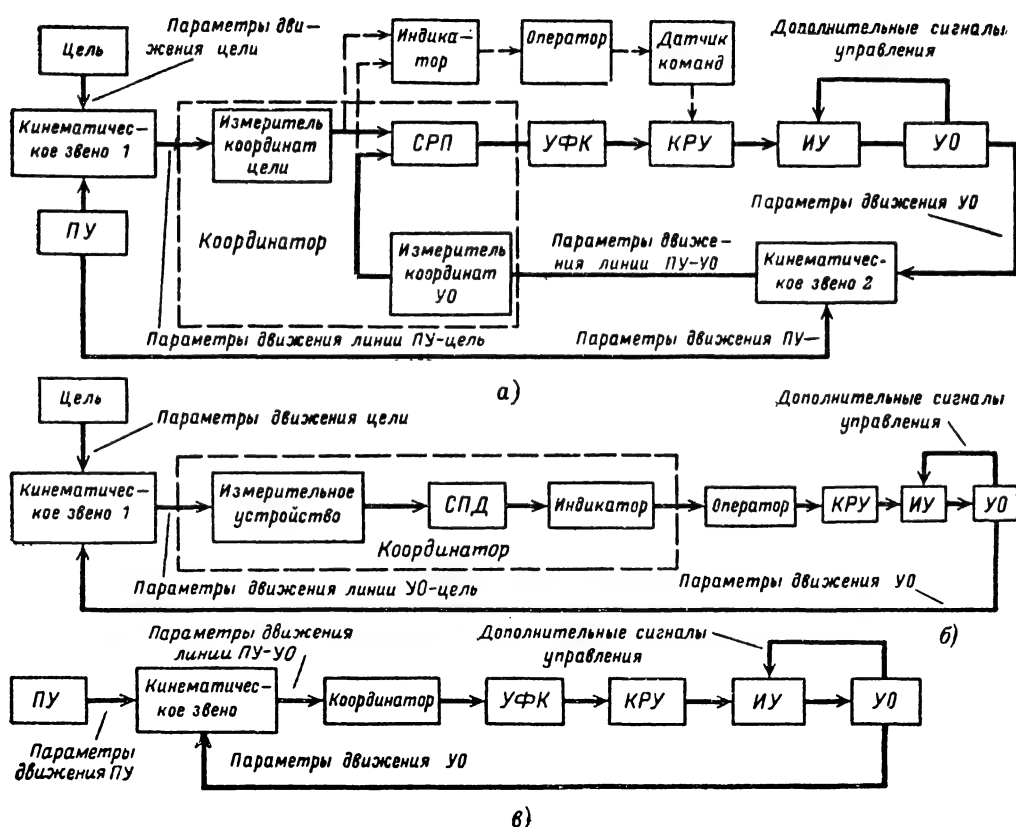 Цель
Параметры дви-
жения цели
Индика-
тор
Оператор
Датчик
команд
Дополнительные сигналы
управления
Кинематичес-
кое звено 1
Измеритель
координат
цели
СРП
УФК
КРУ
ИУ
УО
Параметры
движения УО
ПУ
Координатор
Измеритель
координат
УО
Параметры движе-
ния линии ПУ-УО
Кинематичес-
кое звено 2
Параметры движения линии ПУ-цель
Параметры движения ПУ
а)
Цель
Параметры движения цели
Дополнительные сигналы
управления
Кинематичес-
кое звено 1
Измерительное
устройство
СПД
Индикатор
Оператор
КРУ
ИУ
УО
Координатор
Параметры движения линии УО-цель
Параметры движения УО
б)
Параметры движения
линии ПУ-УО
Дополнительные сигналы
управления
ПУ
Кинематичес-
кое звено
Координатор
УФК
КРУ
ИУ
УО
Параметры
движения ПУ
Параметры движения УО
в)